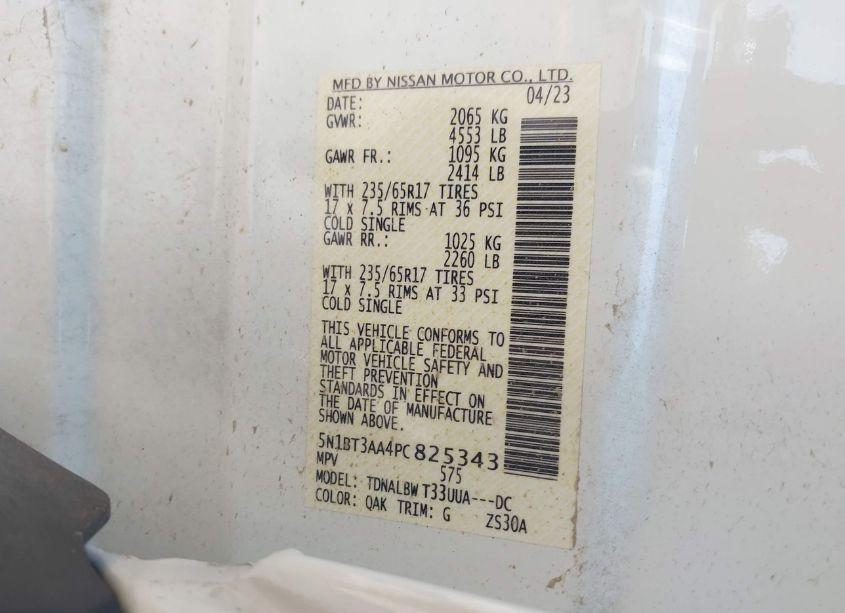 MFD BY NISSAN MOTOR CO., LTD.
DATE: 04/23
GVWR: 2065 KG
4553 LB
GAWR FR.: 1095 KG
2414 LB
WITH 235/65R17 TIRES
17 x 7.5 RIMS AT 36 PSI
COLD SINGLE
GAWR RR.: 1025 KG
2260 LB
WITH 235/65R17 TIRES
17 x 7.5 RIMS AT 33 PSI
COLD SINGLE
THIS VEHICLE CONFORMS TO
ALL APPLICABLE FEDERAL
MOTOR VEHICLE SAFETY AND
THEFT PREVENTION
STANDARDS IN EFFECT ON
THE DATE OF MANUFACTURE
SHOWN ABOVE.
5N1BT3AA4PC825343
MPV 575
MODEL: TDNALBW T33UUA---DC
COLOR: QAK TRIM: G ZS30A